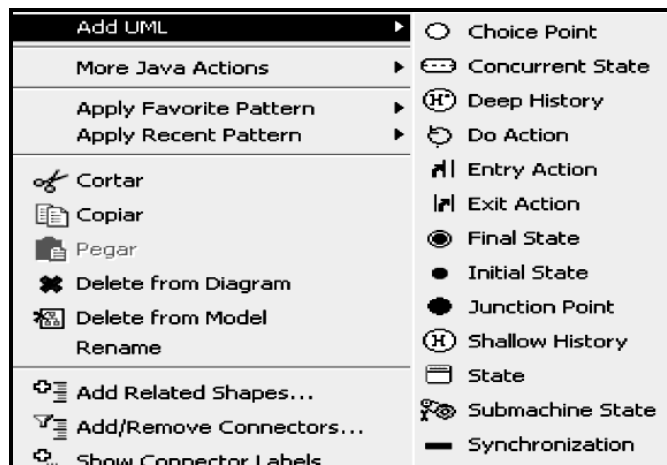 Add UML
More Java Actions
Apply Favorite Pattern
Apply Recent Pattern
Cortar
Copiar
Pegar
Delete from Diagram
Delete from Model
Rename
Add Related Shapes...
Add/Remove Connectors...
Show Connector Labels
Choice Point
Concurrent State
H* Deep History
Do Action
Entry Action
Exit Action
Final State
Initial State
Junction Point
H Shallow History
State
Submachine State
Synchronization